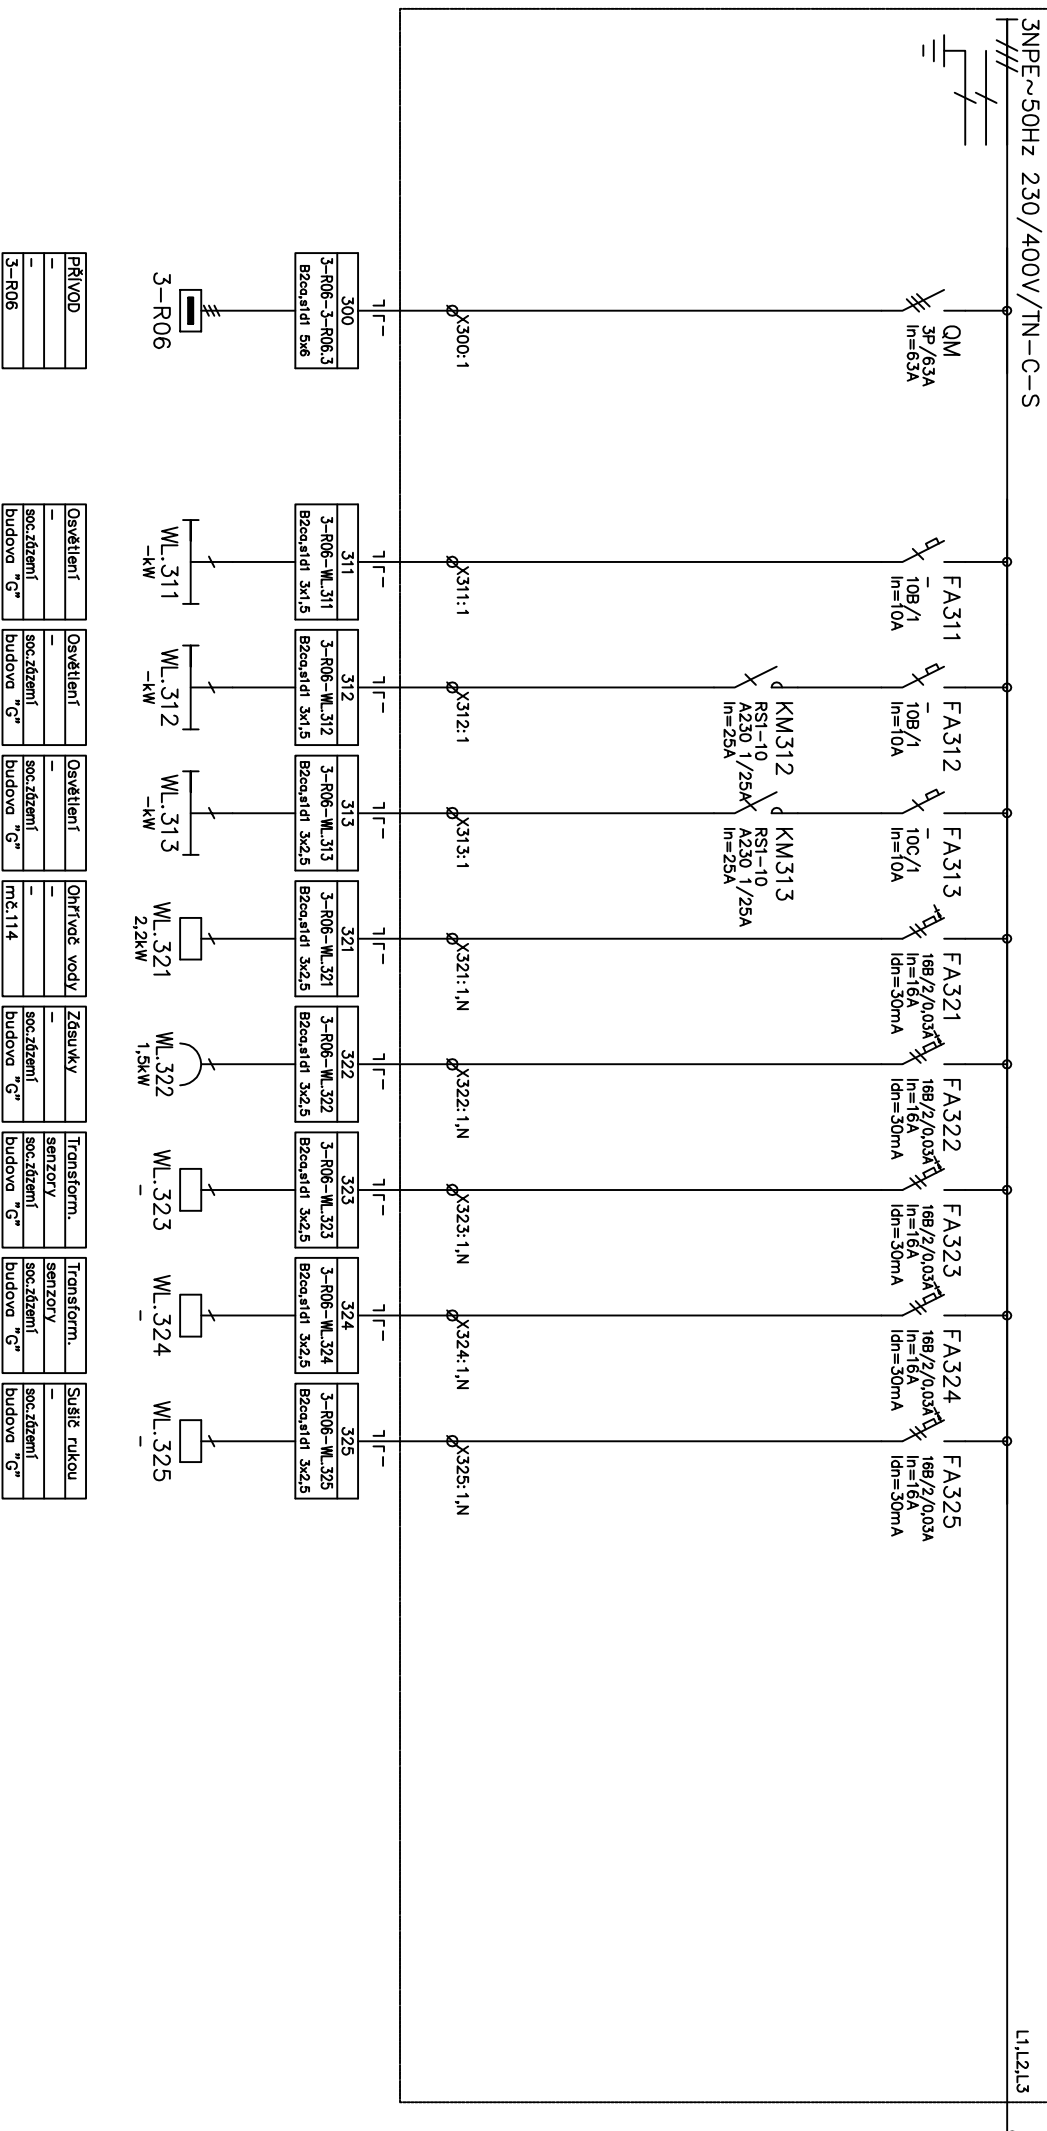 3NPE~50Hz 230/400V/TN-C-S
L1,L2,L3
QM
3P/63A
In=63A
FA311
-
10B/1
In=10A
FA312
-
10B/1
In=10A
FA313
-
10C/1
In=10A
FA321
16B/2/0,03A
In=16A
Idn=30mA
FA322
16B/2/0,03A
In=16A
Idn=30mA
FA323
16B/2/0,03A
In=16A
Idn=30mA
FA324
16B/2/0,03A
In=16A
Idn=30mA
FA325
16B/2/0,03A
In=16A
Idn=30mA
KM312
RS1-10
A230 1/25A
In=25A
KM313
RS1-10
A230 1/25A
In=25A
X300:1
X311:1
X312:1
X313:1
X321:1,N
X322:1,N
X323:1,N
X324:1,N
X325:1,N
300
3-R06-3-R06.3
B2ca,s1d1 5x6
311
3-R06-WL.311
B2ca,s1d1 3x1,5
312
3-R06-WL.312
B2ca,s1d1 3x1,5
313
3-R06-WL.313
B2ca,s1d1 3x2,5
321
3-R06-WL.321
B2ca,s1d1 3x2,5
322
3-R06-WL.322
B2ca,s1d1 3x2,5
323
3-R06-WL.323
B2ca,s1d1 3x2,5
324
3-R06-WL.324
B2ca,s1d1 3x2,5
325
3-R06-WL.325
B2ca,s1d1 3x2,5
3-R06
WL.311
-kW
WL.312
-kW
WL.313
-kW
WL.321
2,2kW
WL.322
1,5kW
WL.323
-
WL.324
-
WL.325
-
PŘÍVOD
-
-
3-R06
Osvětlení
-
soc.zázemí
budova "G"
Osvětlení
-
soc.zázemí
budova "G"
Osvětlení
-
soc.zázemí
budova "G"
Ohřívač vody
-
-
mč.114
Zásuvky
-
soc.zázemí
budova "G"
Transform.
senzory
soc.zázemí
budova "G"
Transform.
senzory
soc.zázemí
budova "G"
Sušič rukou
-
soc.zázemí
budova "G"